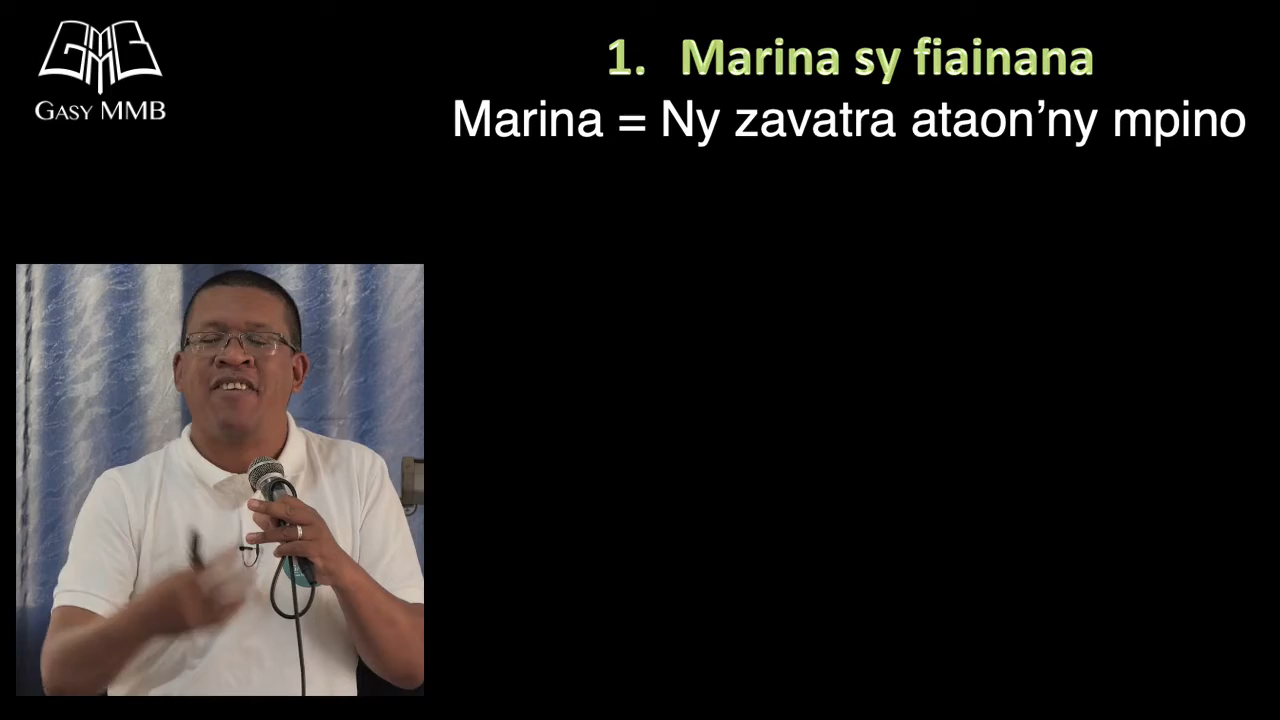 GASY MMB
1. Marina sy fiainana
Marina = Ny zavatra ataon’ny mpino